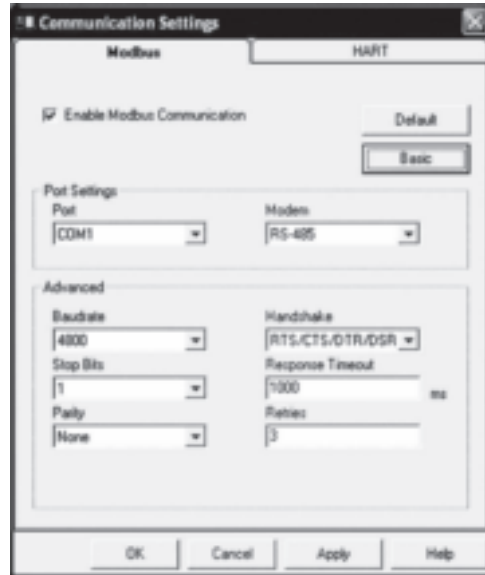 Communication Settings
Modbus HART
Enable Modbus Communication
Default
Basic
Port Settings
Port Modem
COM1 RS-485
Advanced
Baudrate Handshake
4800 RTS/CTS/DTR/DSR
Stop Bits Response Timeout
1 1000 ms
Parity Retries
None 3
OK Cancel Apply Help